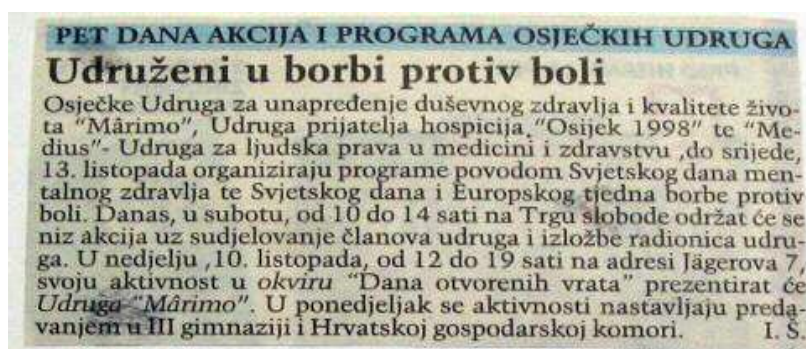 PET DANA AKCIJA I PROGRAMA OSJEČKIH UDRUGA
Udruženi u borbi protiv boli
Osječke Udruga za unapređenje duševnog zdravlja i kvalitete živo-
ta "Mârimo", Udruga prijatelja hospicija "Osijek 1998" te "Me-
dius"- Udruga za ljudska prava u medicini i zdravstvu ,do srijede,
13. listopada organiziraju programe povodom Svjetskog dana men-
talnog zdravlja te Svjetskog dana i Europskog tjedna borbe protiv
boli. Danas, u subotu, od 10 do 14 sati na Trgu slobode održat će se
niz akcija uz sudjelovanje članova udruga i izložbe radionica udru-
ga. U nedjelju ,10. listopada, od 12 do 19 sati na adresi Jägerova 7.
svoju aktivnost u okviru "Dana otvorenih vrata" prezentirat će
Udruga "Mârimo". U ponedjeljak se aktivnosti nastavljaju preda-
vanjem u III gimnaziji i Hrvatskoj gospodarskoj komori. I. Š.